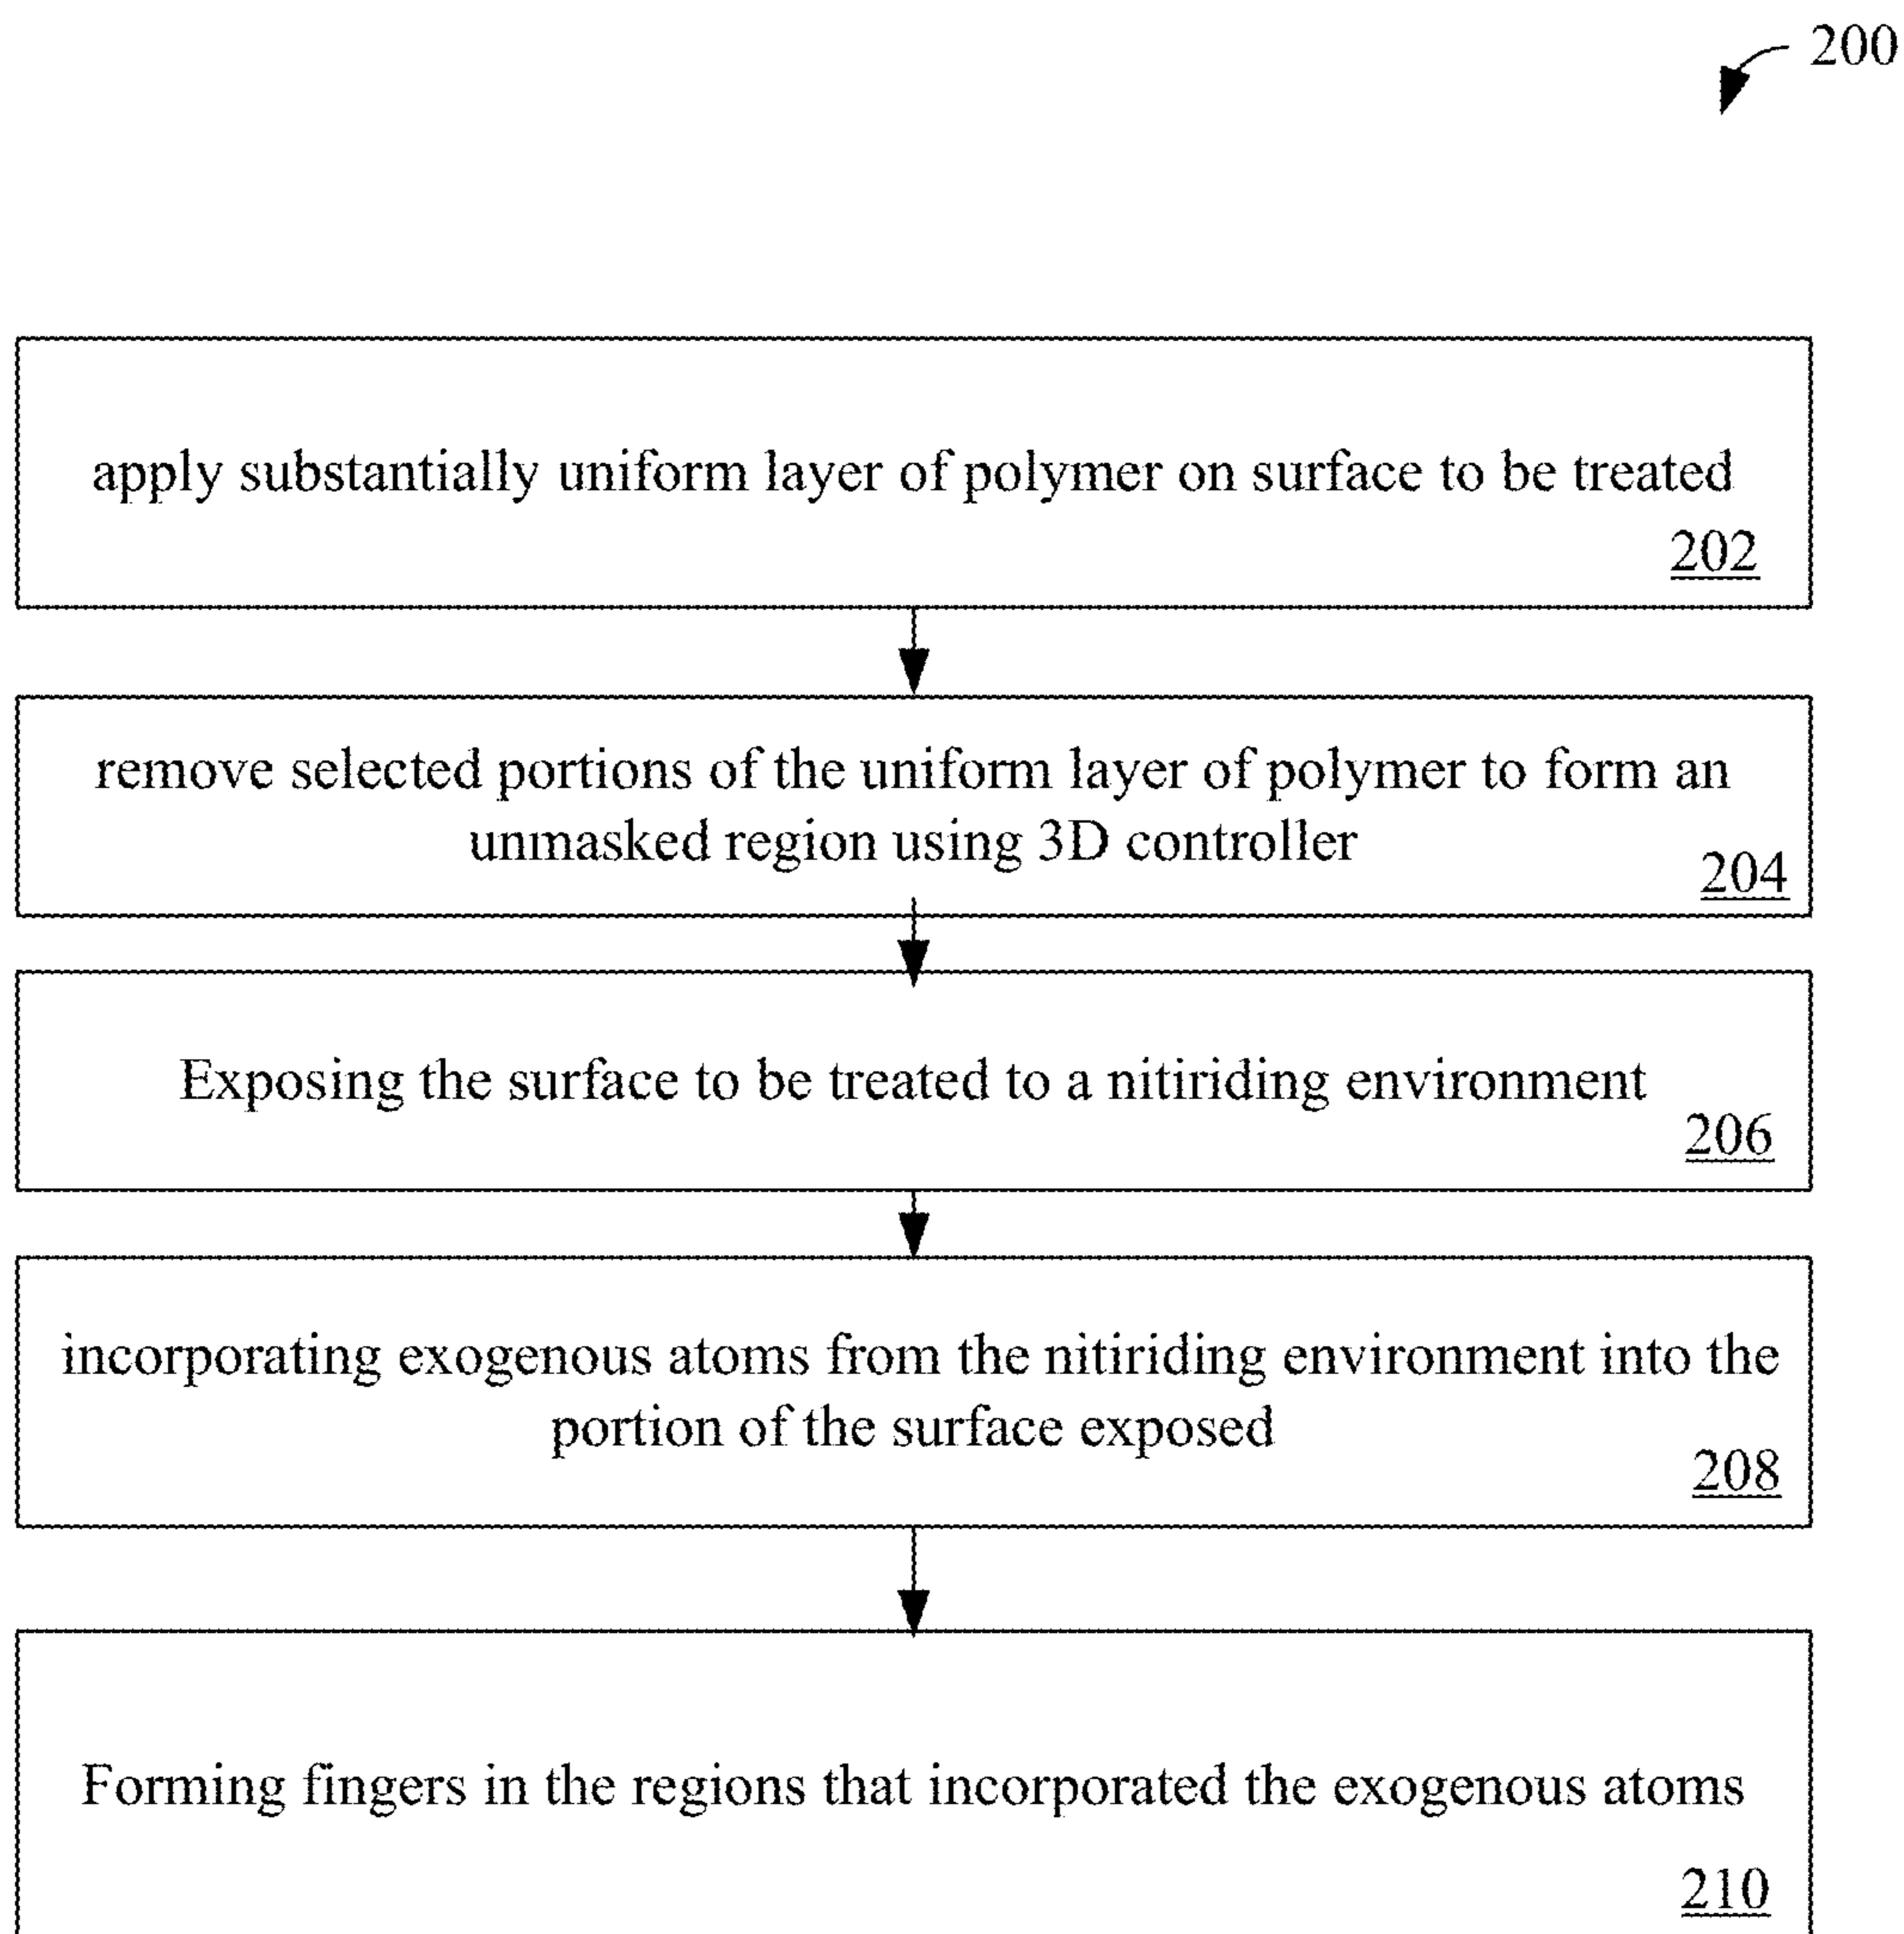 200
apply substantially uniform layer of polymer on surface to be treated
202
remove selected portions of the uniform layer of polymer to form an
unmasked region using 3D controller
204
Exposing the surface to be treated to a nitiriding environment
206
incorporating exogenous atoms from the nitiriding environment into the
portion of the surface exposed
208
Forming fingers in the regions that incorporated the exogenous atoms
210